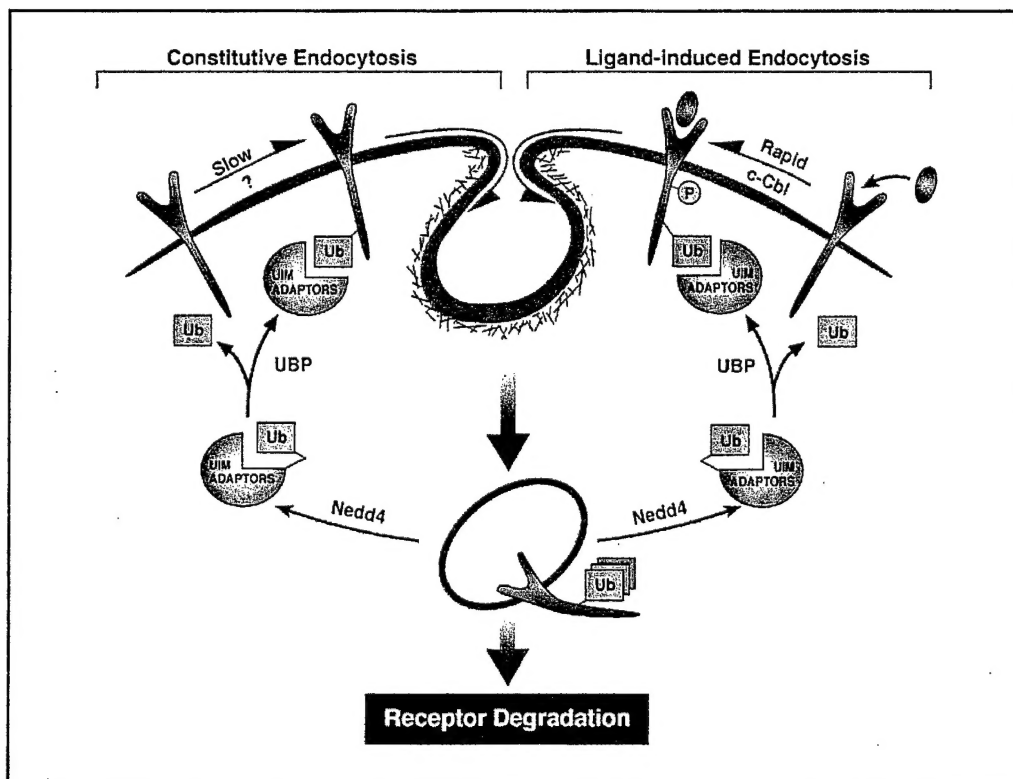 Constitutive Endocytosis
Ligand-induced Endocytosis
Slow
?
Rapid
c-Cbl
P
Ub
UIM
ADAPTORS
Ub
UIM
ADAPTORS
Ub
UBP
Ub
UBP
Ub
UIM
ADAPTORS
Ub
UIM
ADAPTORS
Nedd4
Nedd4
Ub
Receptor Degradation